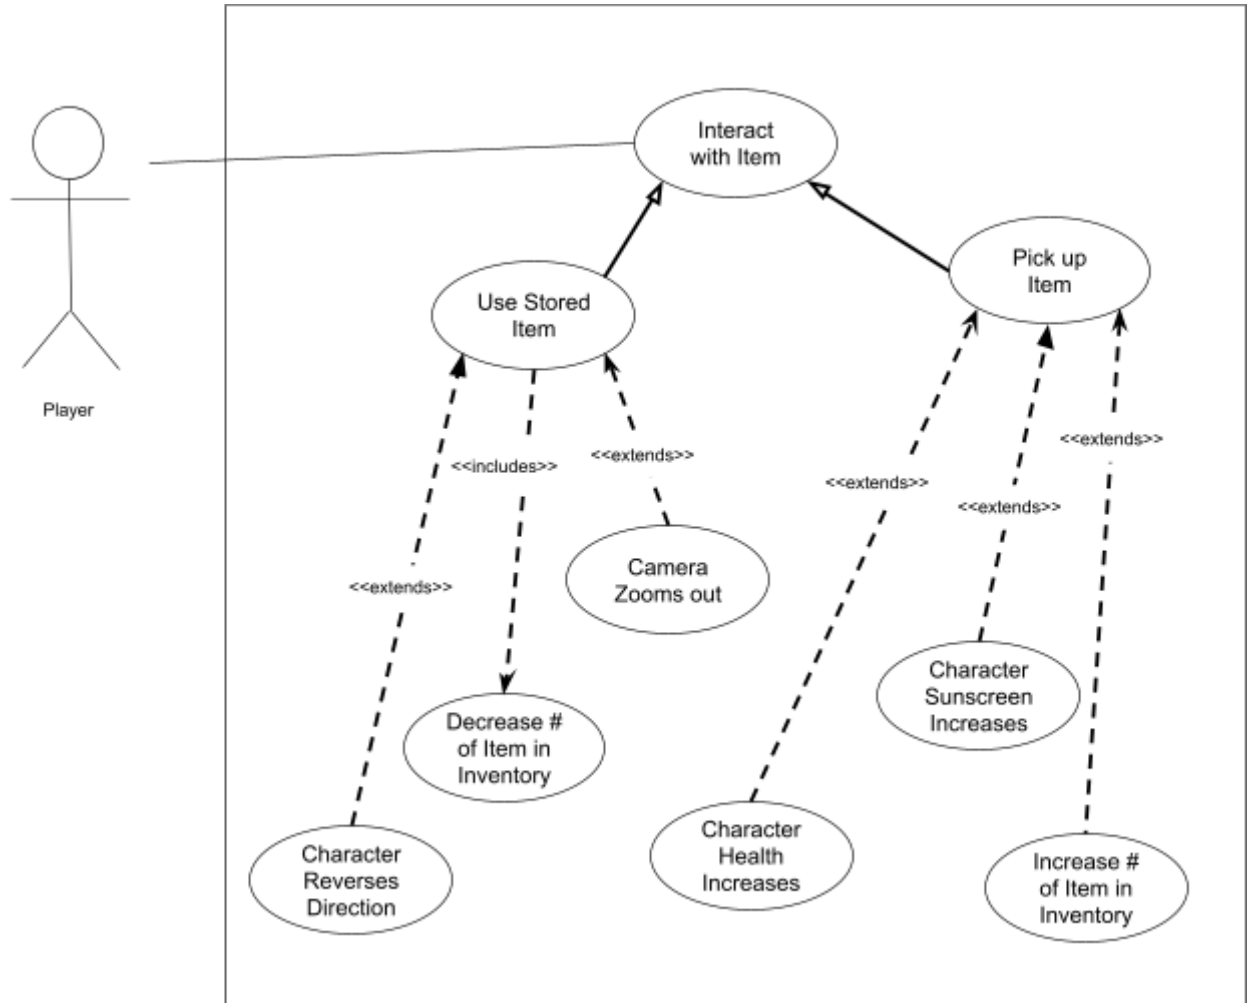 Interact
with Item
Pick up
Item
Use Stored
Item
Player
<<extends>>
<<includes>>
<<extends>>
<<extends>>
<<extends>>
<<extends>>
Camera
Zooms out
Character
Sunscreen
Increases
Decrease #
of Item in
Inventory
Character
Health
Increases
Character
Reverses
Direction
Increase #
of Item in
Inventory